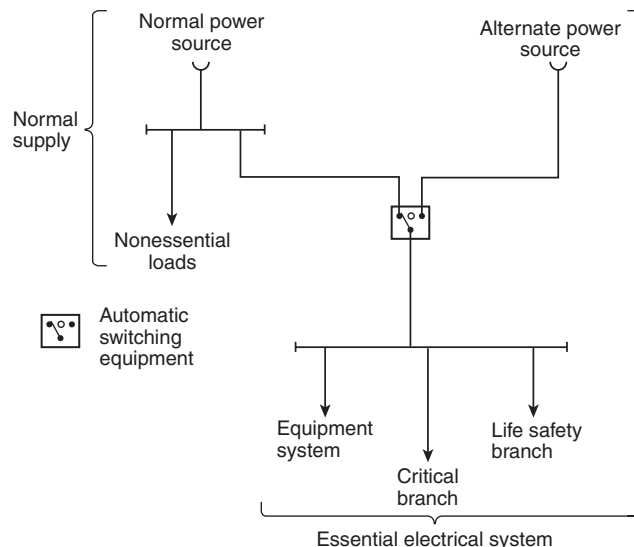 Normal power
source
Alternate power
source
Normal
supply
Nonessential
loads
Automatic
switching
equipment
Equipment
system
Critical
branch
Life safety
branch
Essential electrical system